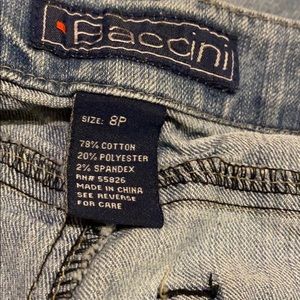 Baccini
SIZE: 8P
78% COTTON
20% POLYESTER
2% SPANDEX
RN# 55826
MADE IN CHINA
SEE REVERSE
FOR CARE